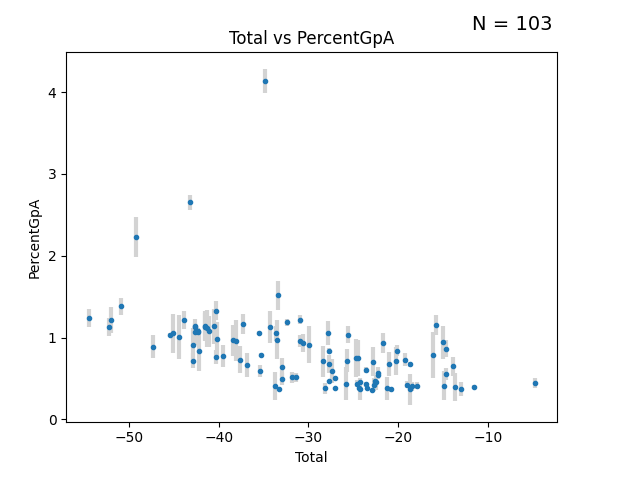 N = 103
Total vs PercentGpA
PercentGpA
4
3
2
1
0
−50
−40
−30
−20
−10
Total